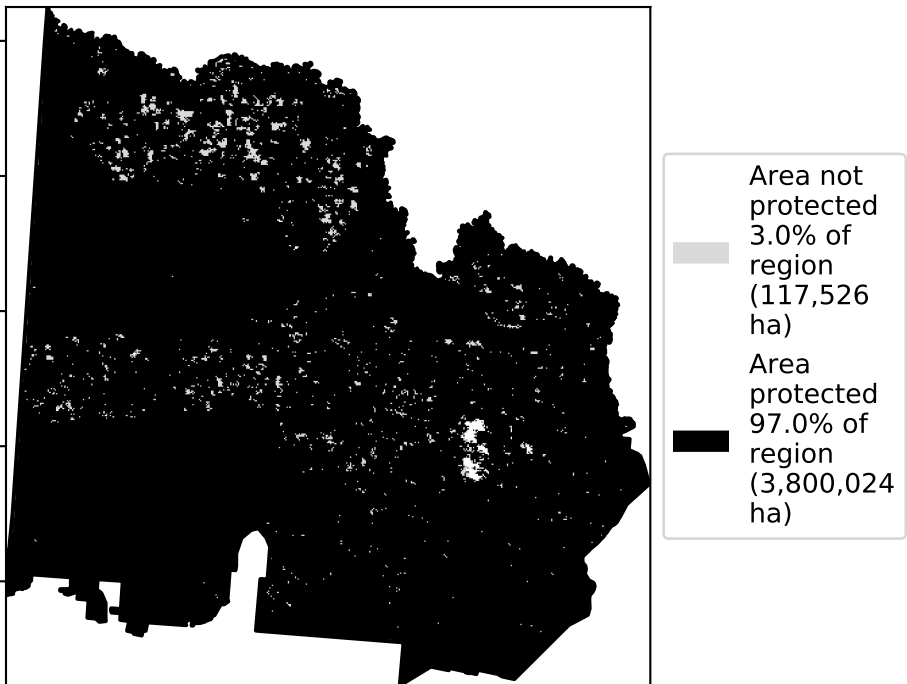 Area not
protected
3.0% of
region
(117,526
ha)
Area
protected
97.0% of
region
(3,800,024
ha)